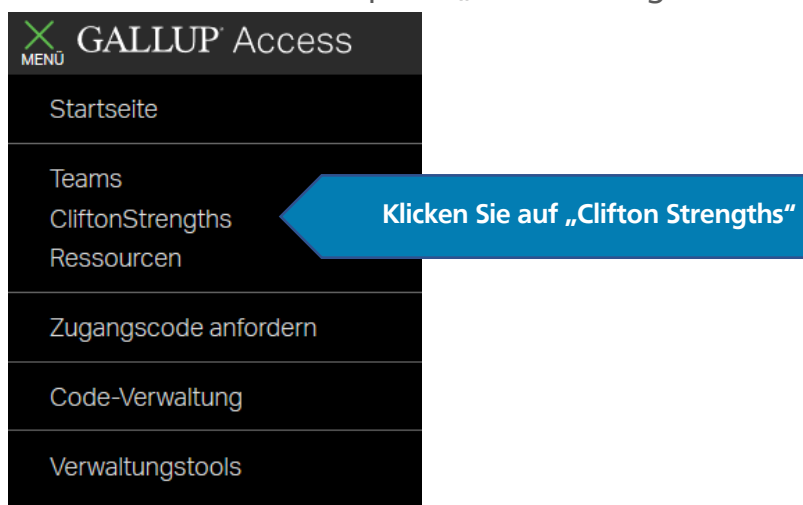 GALLUP® Access
MENÜ
Startseite
Teams
CliftonStrengths
Ressourcen
Klicken Sie auf „Clifton Strengths“
Zugangscode anfordern
Code-Verwaltung
Verwaltungstools